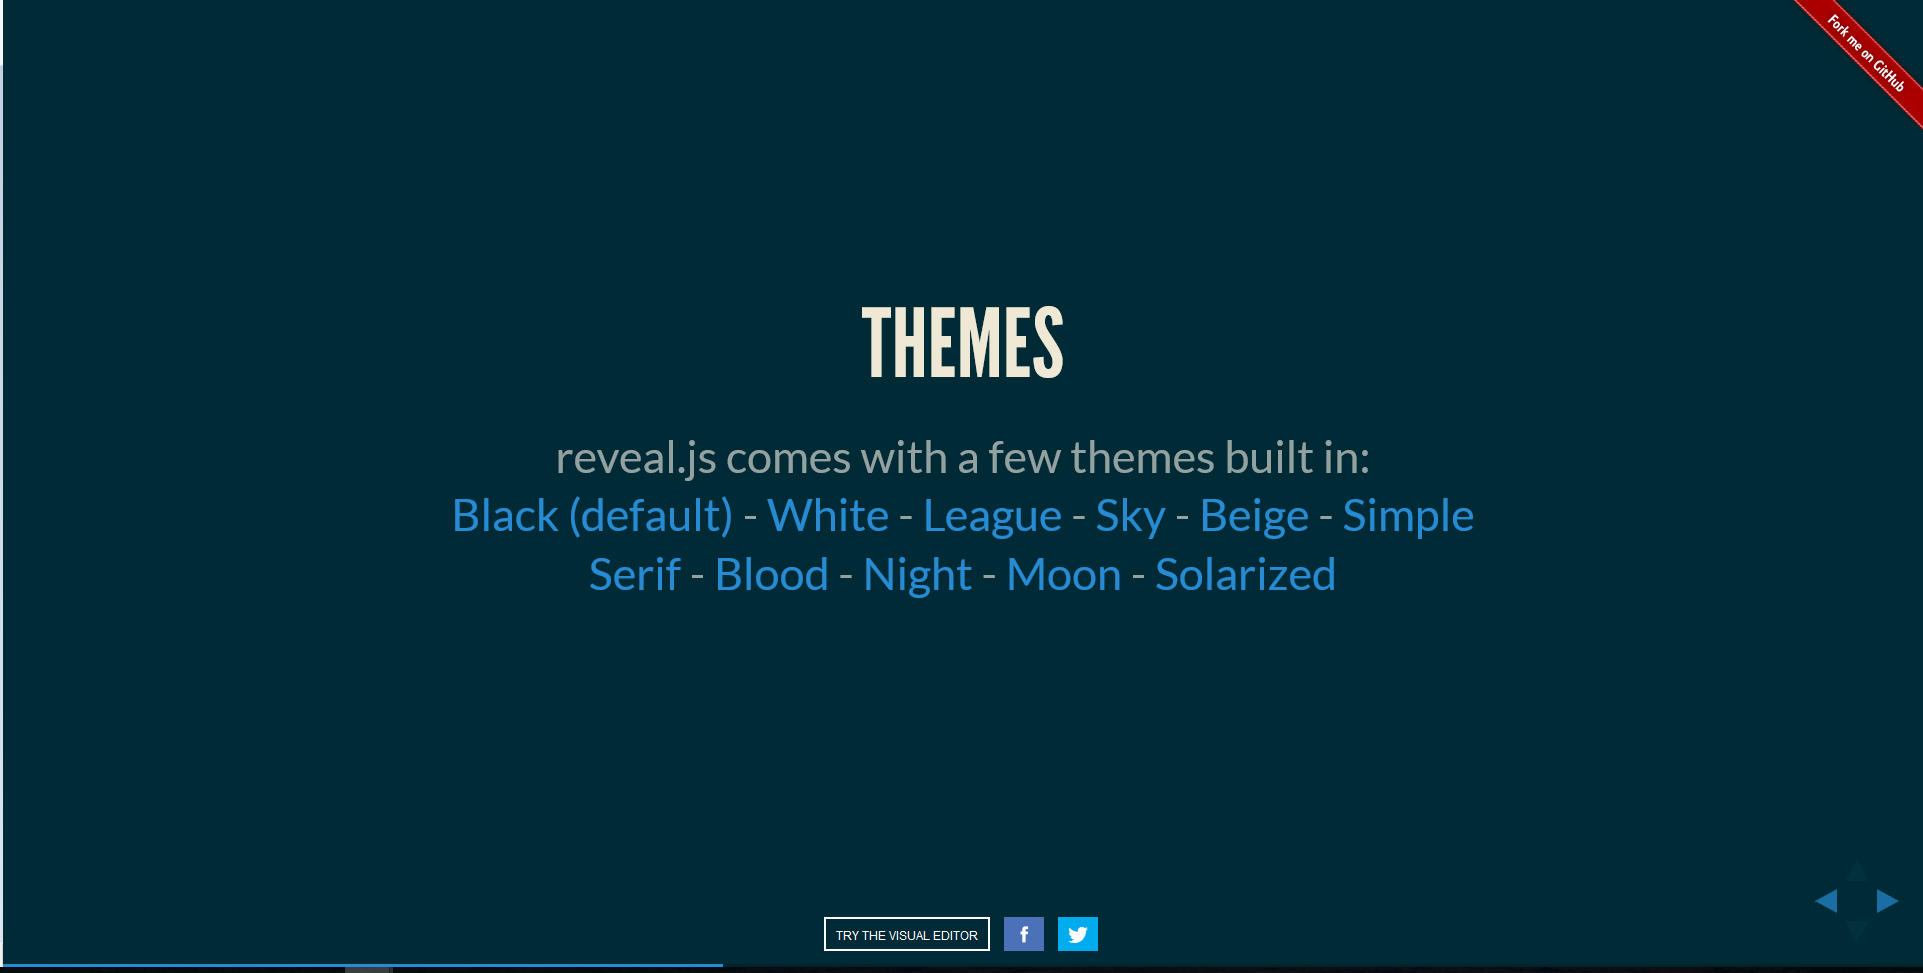 Fork me on GitHub
THEMES
reveal.js comes with a few themes built in:
Black (default) - White - League - Sky - Beige - Simple
Serif - Blood - Night - Moon - Solarized
TRY THE VISUAL EDITOR